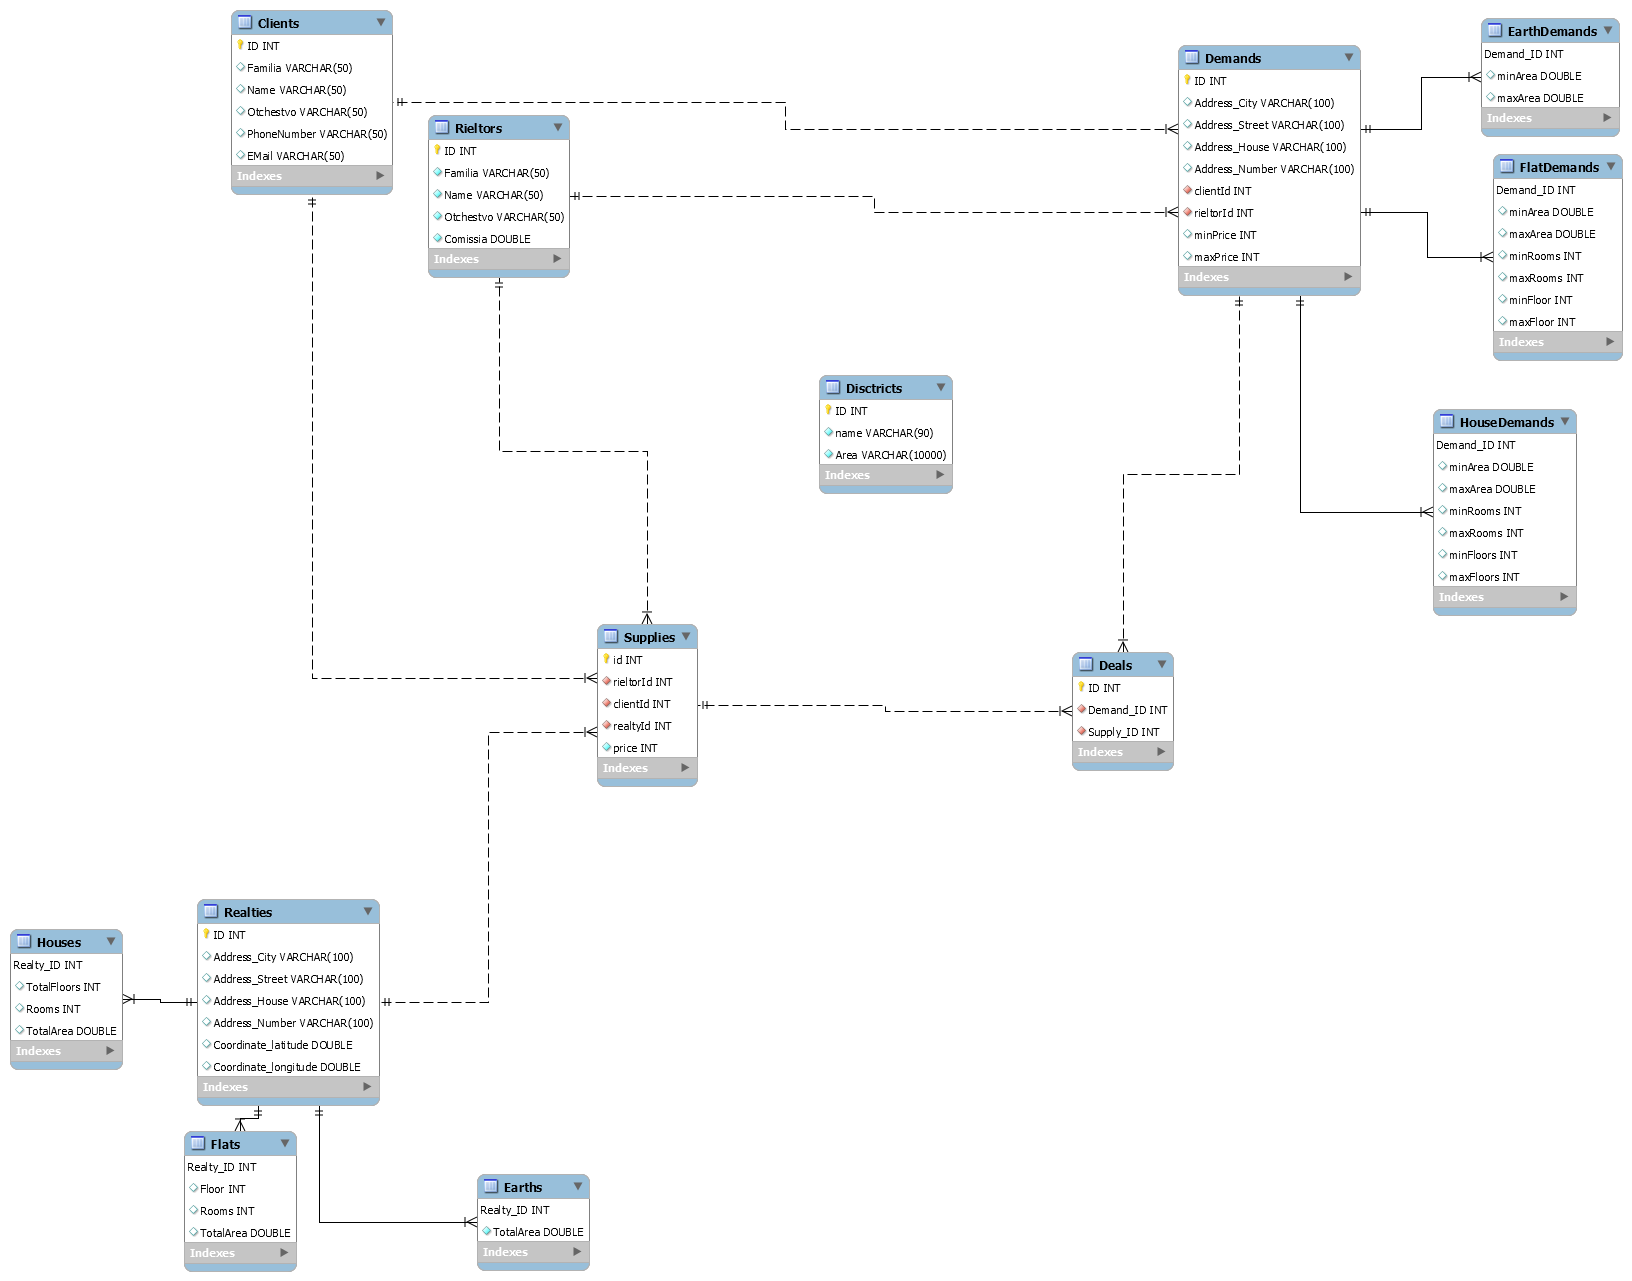 Clients
ID INT
Familia VARCHAR(50)
Name VARCHAR(50)
Otchestvo VARCHAR(50)
PhoneNumber VARCHAR(50)
EMail VARCHAR(50)
Indexes
Rieltors
ID INT
Familia VARCHAR(50)
Name VARCHAR(50)
Otchestvo VARCHAR(50)
Comissia DOUBLE
Indexes
Demands
ID INT
Address_City VARCHAR(100)
Address_Street VARCHAR(100)
Address_House VARCHAR(100)
Address_Number VARCHAR(100)
clientId INT
rieltorId INT
minPrice INT
maxPrice INT
Indexes
EarthDemands
Demand_ID INT
minArea DOUBLE
maxArea DOUBLE
Indexes
FlatDemands
Demand_ID INT
minArea DOUBLE
maxArea DOUBLE
minRooms INT
maxRooms INT
minFloor INT
maxFloor INT
Indexes
Disctricts
ID INT
name VARCHAR(90)
Area VARCHAR(10000)
Indexes
HouseDemands
Demand_ID INT
minArea DOUBLE
maxArea DOUBLE
minRooms INT
maxRooms INT
minFloors INT
maxFloors INT
Indexes
Supplies
id INT
rieltorId INT
clientId INT
realtyId INT
price INT
Indexes
Deals
ID INT
Demand_ID INT
Supply_ID INT
Indexes
Houses
Realty_ID INT
TotalFloors INT
Rooms INT
TotalArea DOUBLE
Indexes
Realties
ID INT
Address_City VARCHAR(100)
Address_Street VARCHAR(100)
Address_House VARCHAR(100)
Address_Number VARCHAR(100)
Coordinate_latitude DOUBLE
Coordinate_longitude DOUBLE
Indexes
Flats
Realty_ID INT
Floor INT
Rooms INT
TotalArea DOUBLE
Indexes
Earths
Realty_ID INT
TotalArea DOUBLE
Indexes